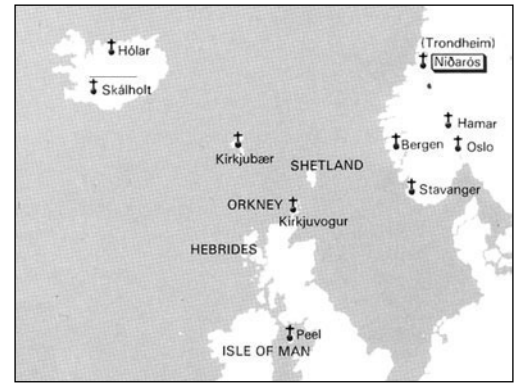 (Trondheim)
Niðarós
Hólar
Skálholt
Hamar
Bergen
Oslo
Kirkjubær
SHETLAND
Stavanger
ORKNEY
Kirkjuvogur
HEBRIDES
Peel
ISLE OF MAN